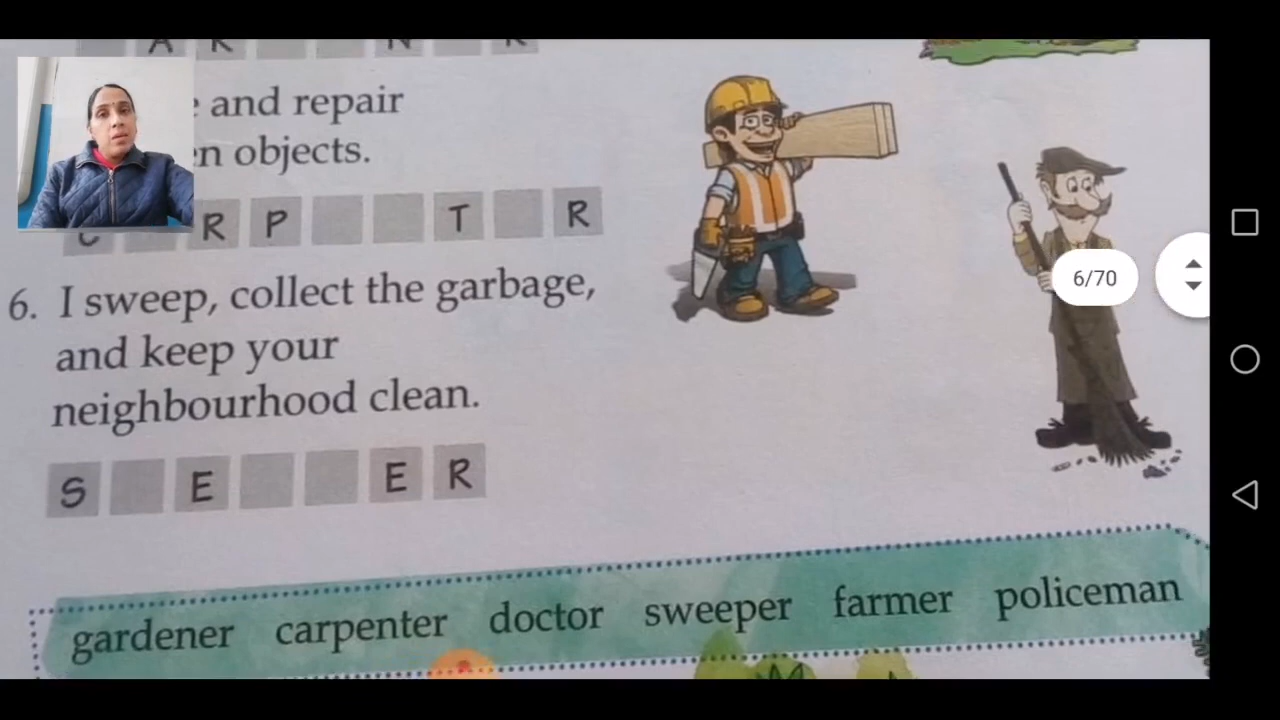 and repair
objects.
R P T R
6. I sweep, collect the garbage,
and keep your
neighbourhood clean.
S E E R
gardener carpenter doctor sweeper farmer policeman
6/70